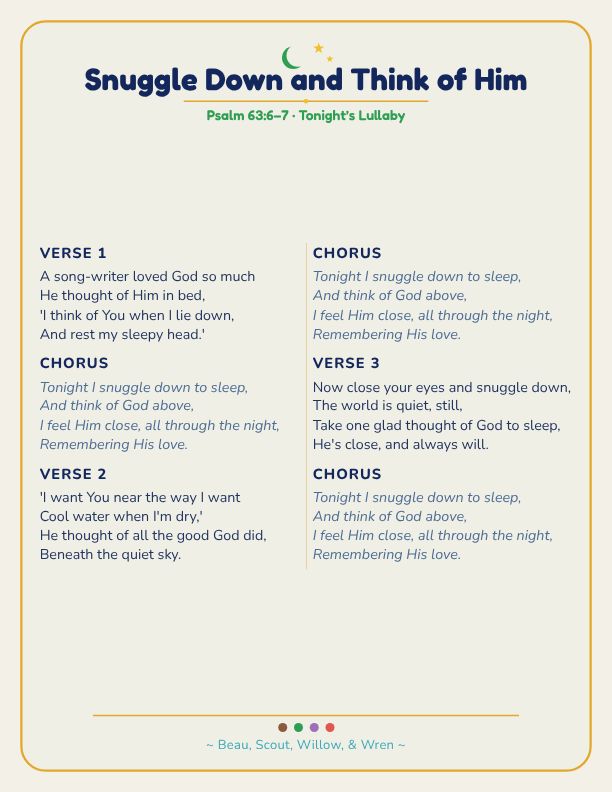 Snuggle Down and Think of Him
Psalm 63:6–7 · Tonight's Lullaby
VERSE 1
A song-writer loved God so much
He thought of Him in bed,
'I think of You when I lie down,
And rest my sleepy head.'
CHORUS
Tonight I snuggle down to sleep,
And think of God above,
I feel Him close, all through the night,
Remembering His love.
VERSE 2
'I want You near the way I want
Cool water when I'm dry,'
He thought of all the good God did,
Beneath the quiet sky.
CHORUS
Tonight I snuggle down to sleep,
And think of God above,
I feel Him close, all through the night,
Remembering His love.
VERSE 3
Now close your eyes and snuggle down,
The world is quiet, still,
Take one glad thought of God to sleep,
He's close, and always will.
CHORUS
Tonight I snuggle down to sleep,
And think of God above,
I feel Him close, all through the night,
Remembering His love.
~ Beau, Scout, Willow, & Wren ~